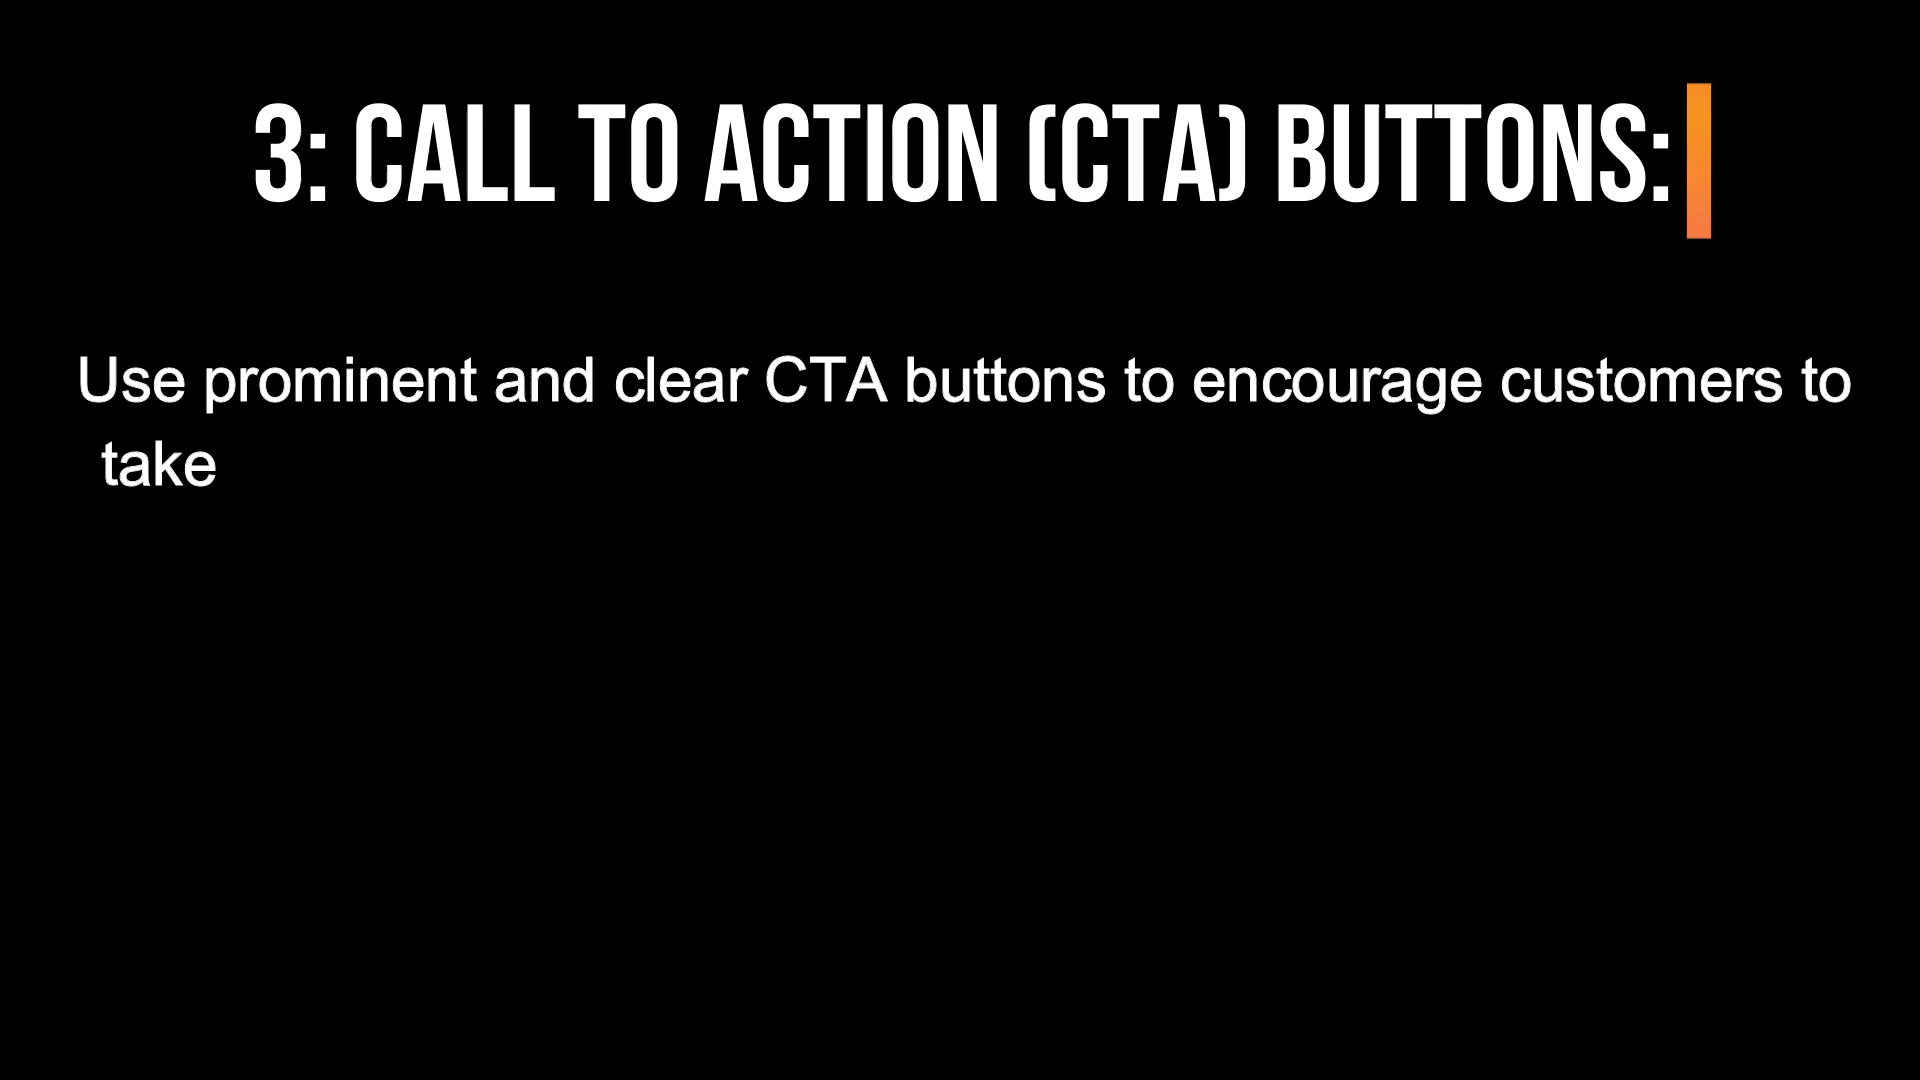 3: CALL TO ACTION (CTA) BUTTONS:
Use prominent and clear CTA buttons to encourage customers to
take